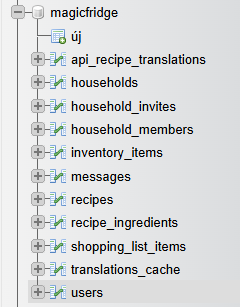 magicfridge
új
api_recipe_translations
households
household_invites
household_members
inventory_items
messages
recipes
recipe_ingredients
shopping_list_items
translations_cache
users